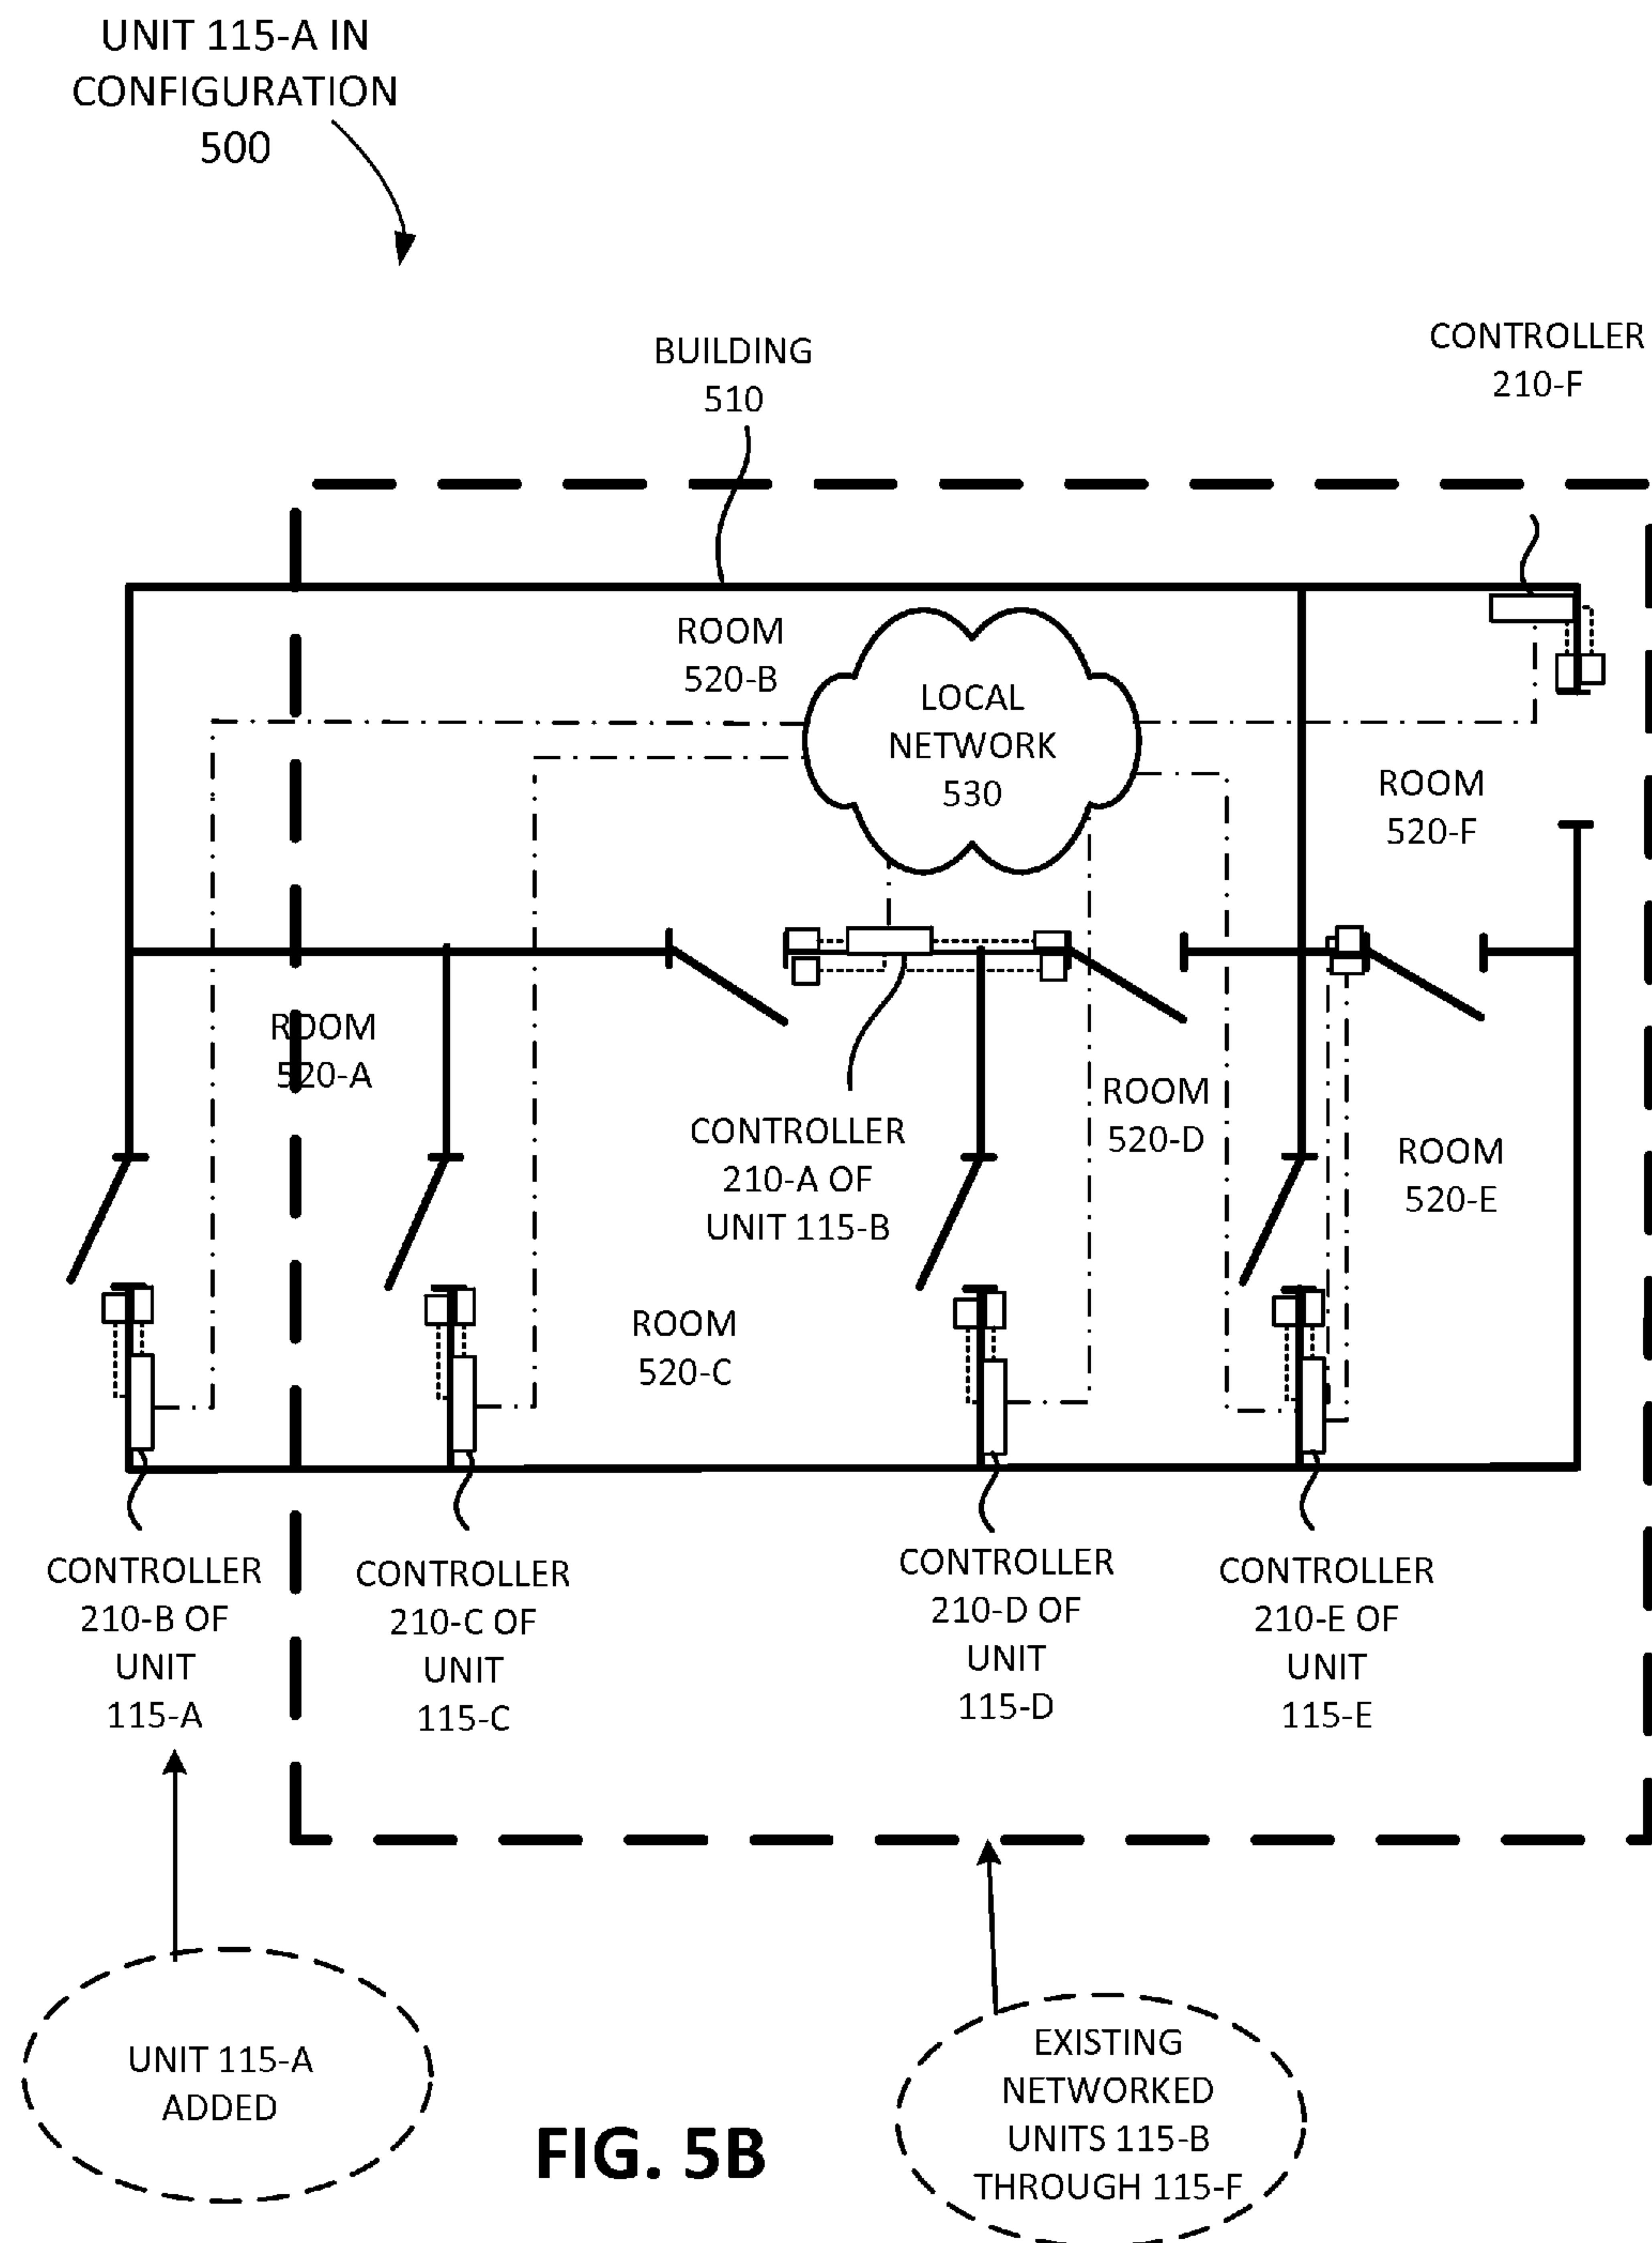 UNIT 115-A IN
CONFIGURATION
500
BUILDING
510
CONTROLLER
210-F
ROOM
520-B
LOCAL
NETWORK
530
ROOM
520-F
ROOM
520-A
CONTROLLER
210-A OF
UNIT 115-B
ROOM
520-D
ROOM
520-E
ROOM
520-C
CONTROLLER
210-B OF
UNIT
115-A
CONTROLLER
210-C OF
UNIT
115-C
CONTROLLER
210-D OF
UNIT
115-D
CONTROLLER
210-E OF
UNIT
115-E
UNIT 115-A
ADDED
EXISTING
NETWORKED
UNITS 115-B
THROUGH 115-F
FIG. 5B